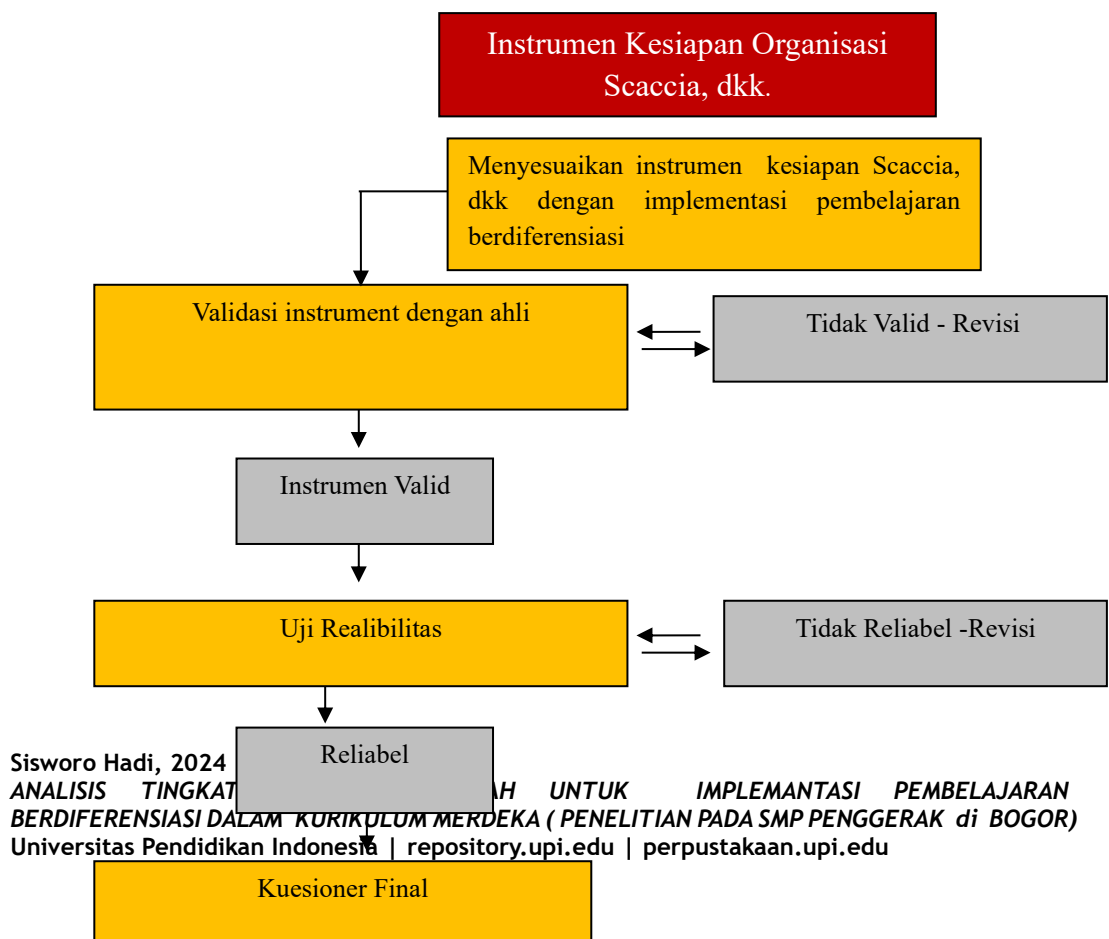 Instrumen Kesiapan Organisasi
Scaccia, dkk.
Menyesuaikan instrumen kesiapan Scaccia,
dkk dengan implementasi pembelajaran
berdiferensiasi
Validasi instrument dengan ahli
Tidak Valid - Revisi
Instrumen Valid
Uji Realibilitas
Tidak Reliabel -Revisi
Reliabel
Sisworo Hadi, 2024
ANALISIS TINGKAT AH UNTUK IMPLEMANTASI PEMBELAJARAN
BERDIFERENSIASI DALAM KURIKULUM MERDEKA ( PENELITIAN PADA SMP PENGGERAK di BOGOR)
Universitas Pendidikan Indonesia | repository.upi.edu | perpustakaan.upi.edu
Kuesioner Final